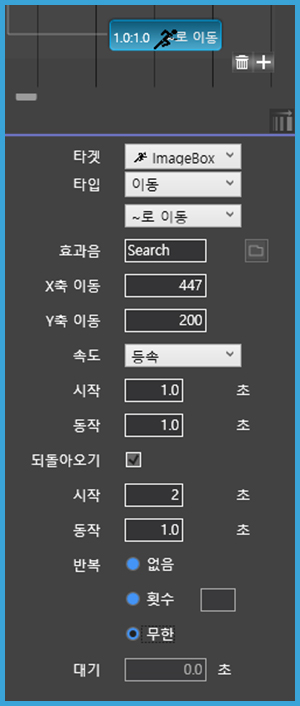 1.0:1.0 ~로 이동
타겟 ImageBox
타입 이동
~로 이동
효과음 Search
X축 이동 447
Y축 이동 200
속도 등속
시작 1.0 초
동작 1.0 초
되돌아오기
시작 2 초
동작 1.0 초
반복 없음
횟수
무한
대기 0.0 초